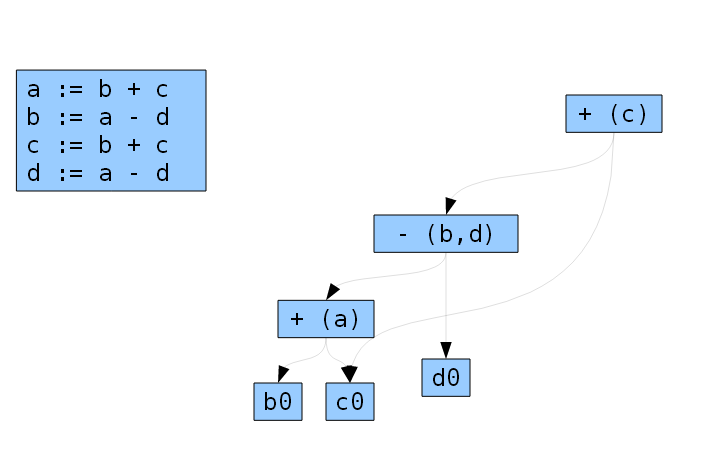 a := b + c
b := a - d
c := b + c
d := a - d
+ (c)
- (b,d)
+ (a)
d0
b0
c0